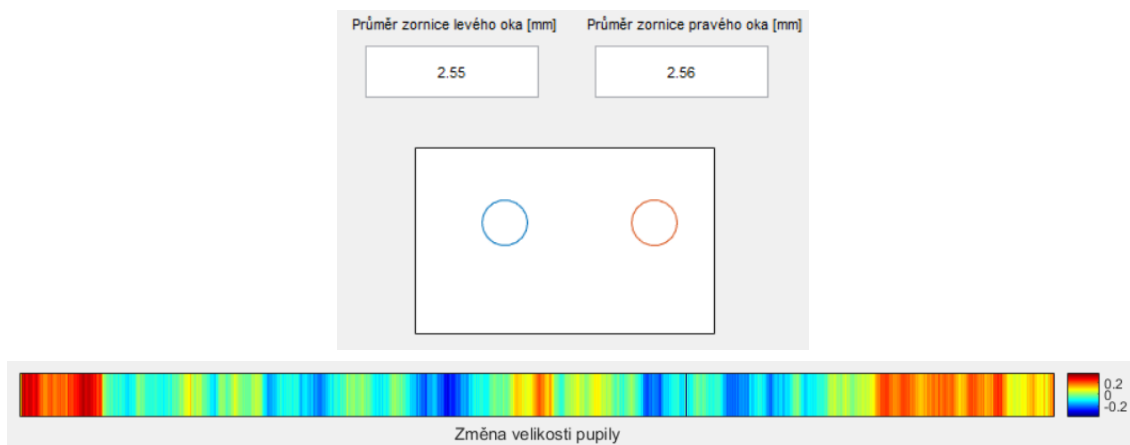 Průměr zornice levého oka [mm]
Průměr zornice pravého oka [mm]
2.55
2.56
0.2
0
-0.2
Změna velikosti pupily